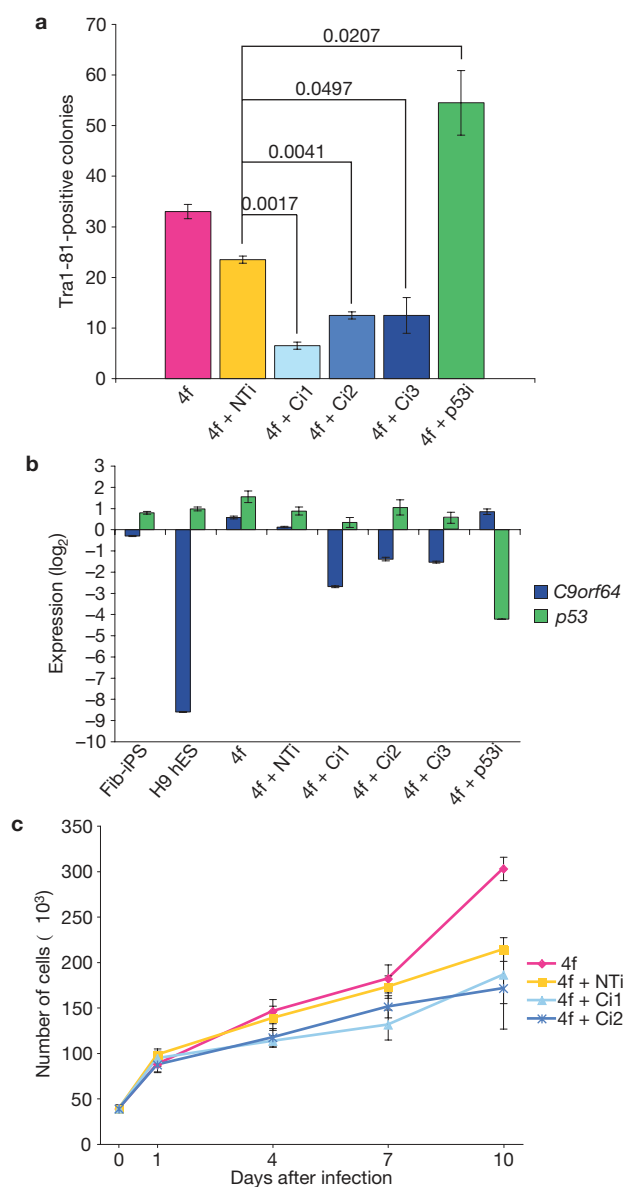 a
0.0207
0.0497
0.0041
0.0017
Tra1-81-positive colonies
70
60
50
40
30
20
10
0
4f
4f + NTi
4f + Ci1
4f + Ci2
4f + Ci3
4f + p53i
b
Expression (log2)
3
2
1
0
−1
−2
−3
−4
−5
−6
−7
−8
−9
−10
C9orf64
p53
Fib-iPS
H9 hES
4f
4f + NTi
4f + Ci1
4f + Ci2
4f + Ci3
4f + p53i
c
Number of cells ( 10³)
350
300
250
200
150
100
50
0
4f
4f + NTi
4f + Ci1
4f + Ci2
0 1 4 7 10
Days after infection